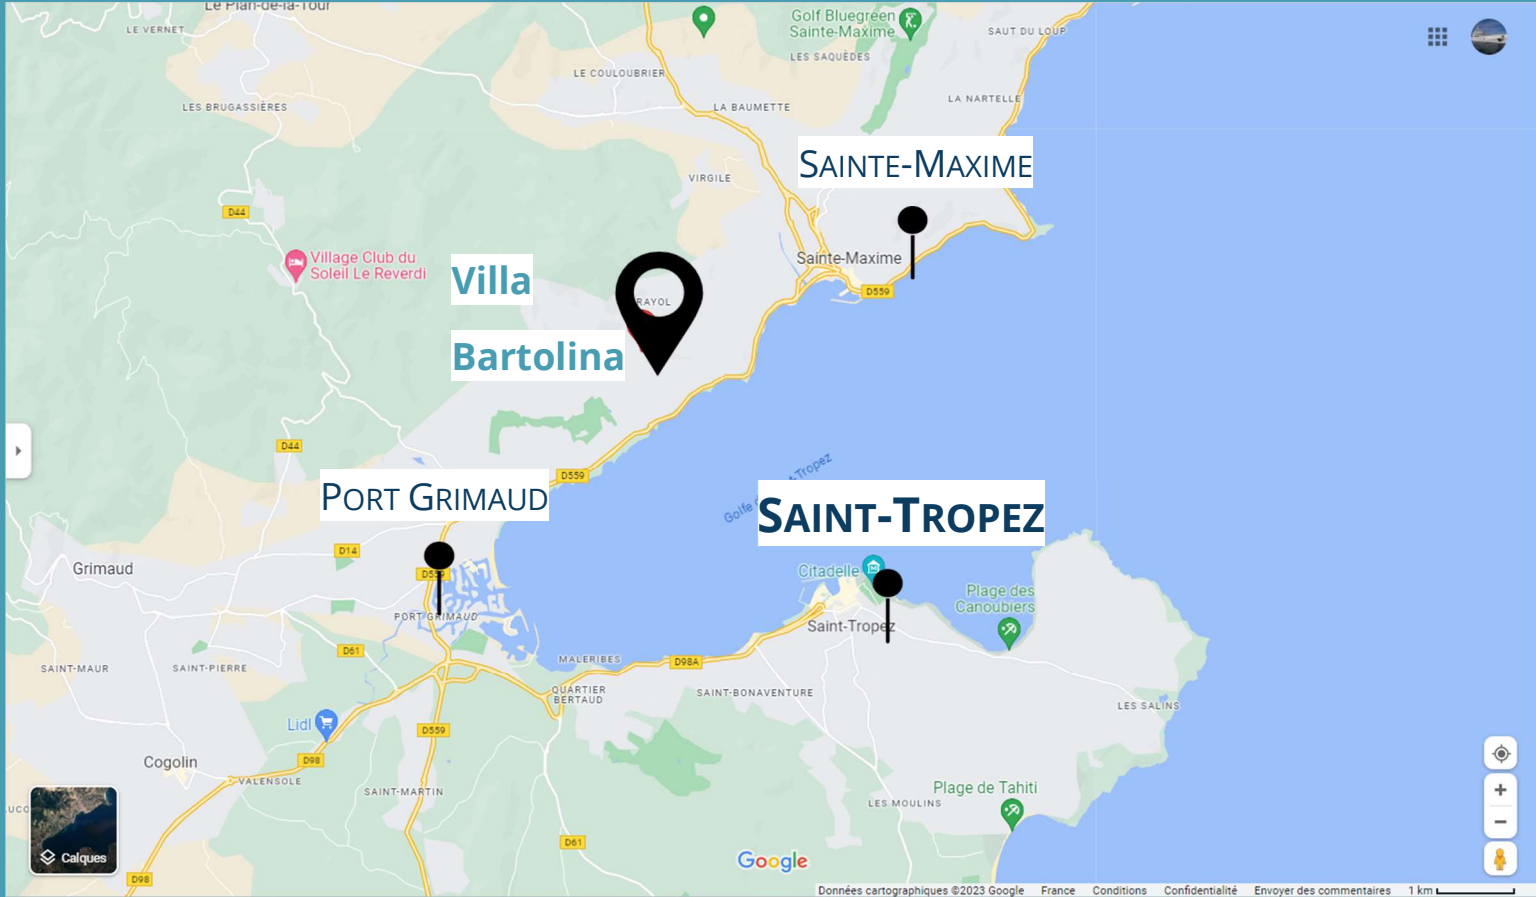 Le Plan-de-la-Tour
LE VERNET
Golf Bluegreen
Sainte-Maxime
SAUT DU LOUP
LES SAQUÈDES
LE COULOUBRIER
LES BRUGASSIÈRES
LA BAUMETTE
LA NARTELLE
SAINTE-MAXIME
VIRGILE
D44
Village Club du
Soleil Le Reverdi
Sainte-Maxime
Villa
RAYOL
D559
Bartolina
D44
D559
Golfe
t-Tropez
PORT GRIMAUD
SAINT-TROPEZ
D14
Grimaud
D559
Citadelle
Plage des
Canoubiers
PORT GRIMAUD
Saint-Tropez
D61
MALERIBES
D98A
SAINT-MAUR
SAINT-PIERRE
QUARTIER
BERTAUD
SAINT-BONAVENTURE
LES SALINS
Lidl
D559
Cogolin
D98
VALENSOLE
SAINT-MARTIN
Plage de Tahiti
LES MOULINS
D61
Calques
Google
D98
Données cartographiques ©2023 Google France Conditions Confidentialité Envoyer des commentaires 1 km